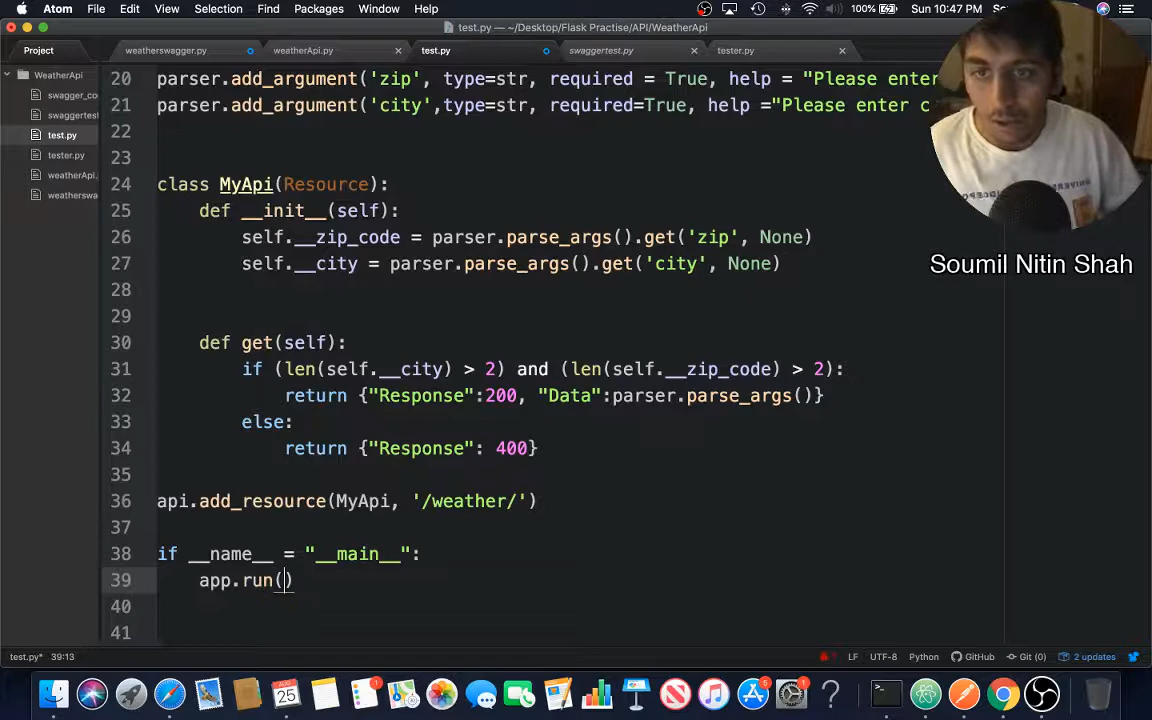 Atom File Edit View Selection Find Packages Window Help 100% Sun 10:47 PM
test.py — ~/Desktop/Flask Practise/API/WeatherApi
Project weatherswagger.py weatherApi.py test.py swaggertest.py tester.py
WeatherApi
swagger_co
swaggertest
test.py
tester.py
weatherApi.
weatherswa
20 parser.add_argument('zip', type=str, required = True, help = "Please enter
21 parser.add_argument('city',type=str, required=True, help ="Please enter c
22
23
24 class MyApi(Resource):
25 def __init__(self):
26 self.__zip_code = parser.parse_args().get('zip', None)
27 self.__city = parser.parse_args().get('city', None)
28
29
30 def get(self):
31 if (len(self.__city) > 2) and (len(self.__zip_code) > 2):
32 return {"Response":200, "Data":parser.parse_args()}
33 else:
34 return {"Response": 400}
35
36 api.add_resource(MyApi, '/weather/')
37
38 if __name__ = "__main__":
39 app.run()
40
41
Soumil Nitin Shah
test.py* 39:13 LF UTF-8 Python GitHub Git (0) 2 updates